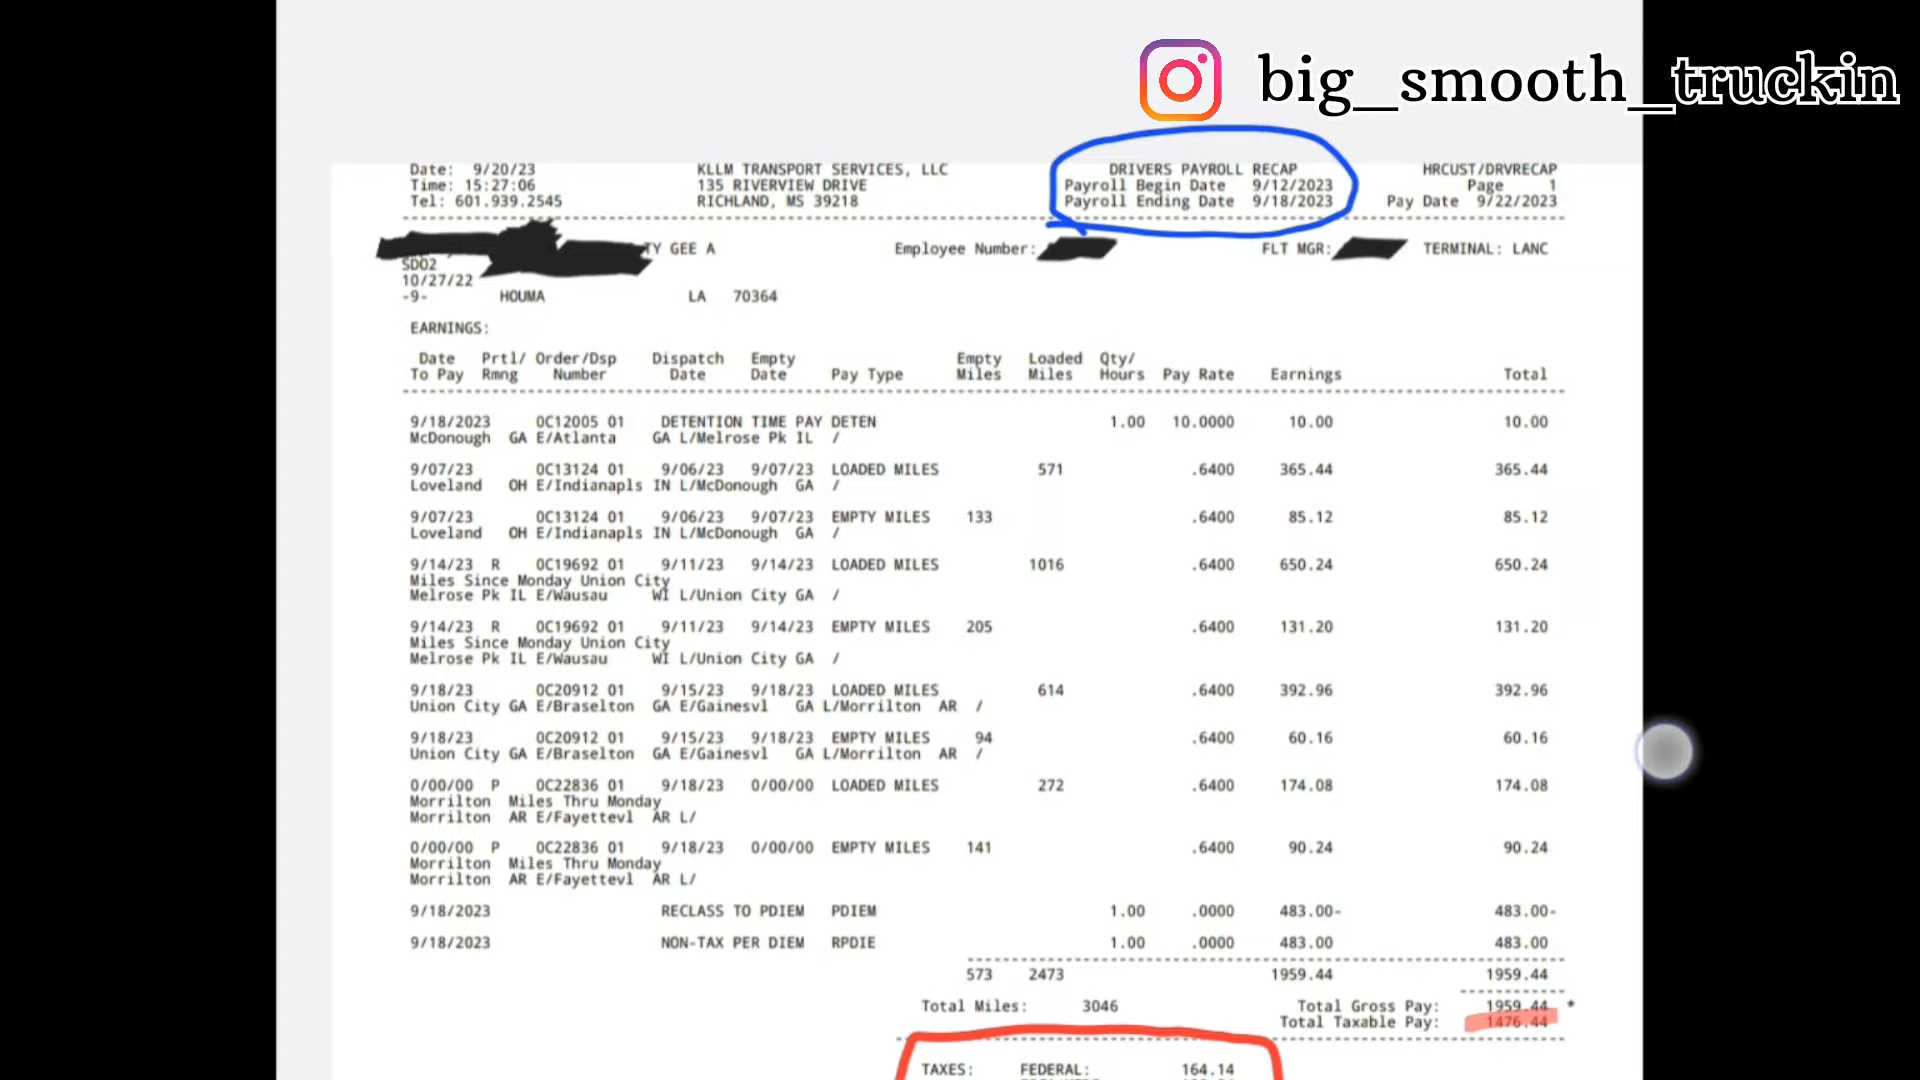 big_smooth_truckin
Date: 9/20/23 KLLM TRANSPORT SERVICES, LLC DRIVERS PAYROLL RECAP HRCUST/DRVRECAP
Time: 15:27:06 135 RIVERVIEW DRIVE Payroll Begin Date 9/12/2023 Page 1
Tel: 601.939.2545 RICHLAND, MS 39218 Payroll Ending Date 9/18/2023 Pay Date 9/22/2023
TY GEE A Employee Number: FLT MGR: TERMINAL: LANC
SDO2
10/27/22
-9- HOUMA LA 70364
EARNINGS:
Date Prtl/ Order/Dsp Dispatch Empty Empty Loaded Qty/
To Pay Rmng Number Date Date Pay Type Miles Miles Hours Pay Rate Earnings Total
9/18/2023 0C12005 01 DETENTION TIME PAY DETEN 1.00 10.0000 10.00 10.00
McDonough GA E/Atlanta GA L/Melrose Pk IL /
9/07/23 0C13124 01 9/06/23 9/07/23 LOADED MILES 571 .6400 365.44 365.44
Loveland OH E/Indianapls IN L/McDonough GA /
9/07/23 0C13124 01 9/06/23 9/07/23 EMPTY MILES 133 .6400 85.12 85.12
Loveland OH E/Indianapls IN L/McDonough GA /
9/14/23 R 0C19692 01 9/11/23 9/14/23 LOADED MILES 1016 .6400 650.24 650.24
Miles Since Monday Union City
Melrose Pk IL E/Wausau WI L/Union City GA /
9/14/23 R 0C19692 01 9/11/23 9/14/23 EMPTY MILES 205 .6400 131.20 131.20
Miles Since Monday Union City
Melrose Pk IL E/Wausau WI L/Union City GA /
9/18/23 0C20912 01 9/15/23 9/18/23 LOADED MILES 614 .6400 392.96 392.96
Union City GA E/Braselton GA E/Gainesvl GA L/Morrilton AR /
9/18/23 0C20912 01 9/15/23 9/18/23 EMPTY MILES 94 .6400 60.16 60.16
Union City GA E/Braselton GA E/Gainesvl GA L/Morrilton AR /
0/00/00 P 0C22836 01 9/18/23 0/00/00 LOADED MILES 272 .6400 174.08 174.08
Morrilton Miles Thru Monday
Morrilton AR E/Fayettevl AR L/
0/00/00 P 0C22836 01 9/18/23 0/00/00 EMPTY MILES 141 .6400 90.24 90.24
Morrilton Miles Thru Monday
Morrilton AR E/Fayettevl AR L/
9/18/2023 RECLASS TO PDIEM PDIEM 1.00 .0000 483.00- 483.00-
9/18/2023 NON-TAX PER DIEM RPDIE 1.00 .0000 483.00 483.00
573 2473 1959.44 1959.44
Total Miles: 3046 Total Gross Pay: 1959.44 *
Total Taxable Pay: 1476.44
TAXES: FEDERAL: 164.14